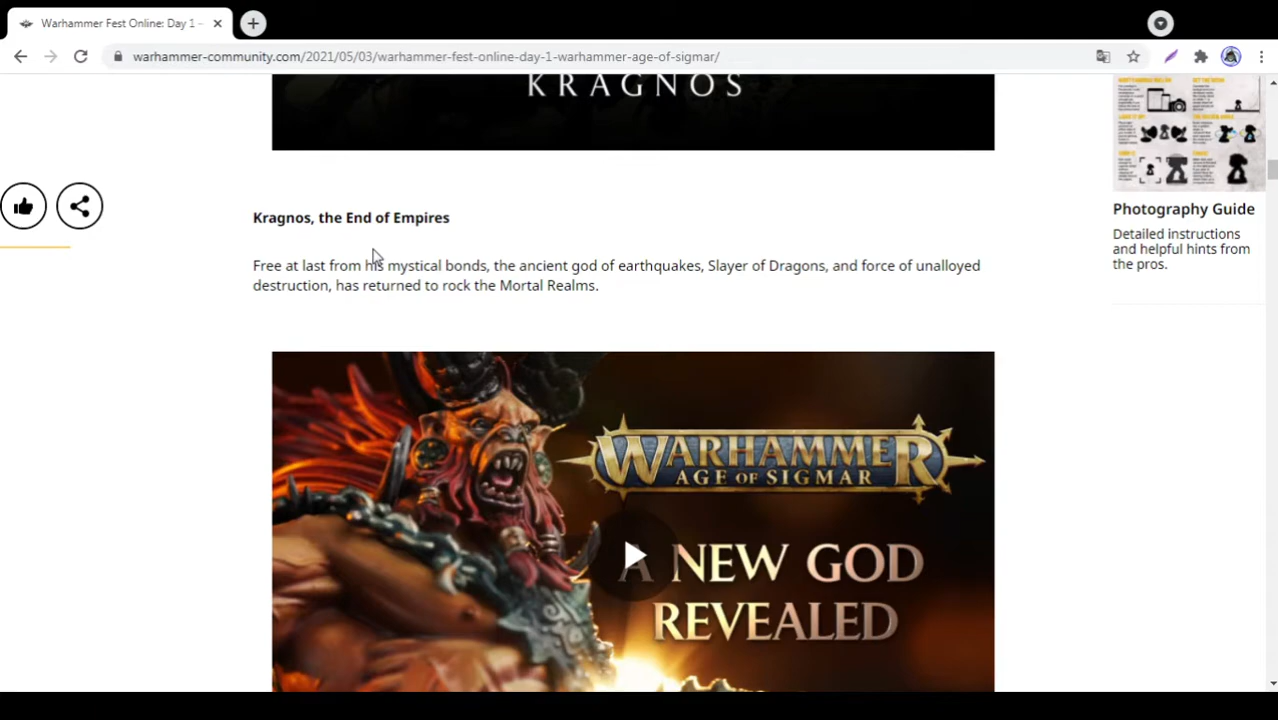 Warhammer Fest Online: Day 1 –
warhammer-community.com/2021/05/03/warhammer-fest-online-day-1-warhammer-age-of-sigmar/
KRAGNOS
Kragnos, the End of Empires
Free at last from his mystical bonds, the ancient god of earthquakes, Slayer of Dragons, and force of unalloyed
destruction, has returned to rock the Mortal Realms.
WARHAMMER
AGE OF SIGMAR
A NEW GOD
REVEALED
Photography Guide
Detailed instructions
and helpful hints from
the pros.